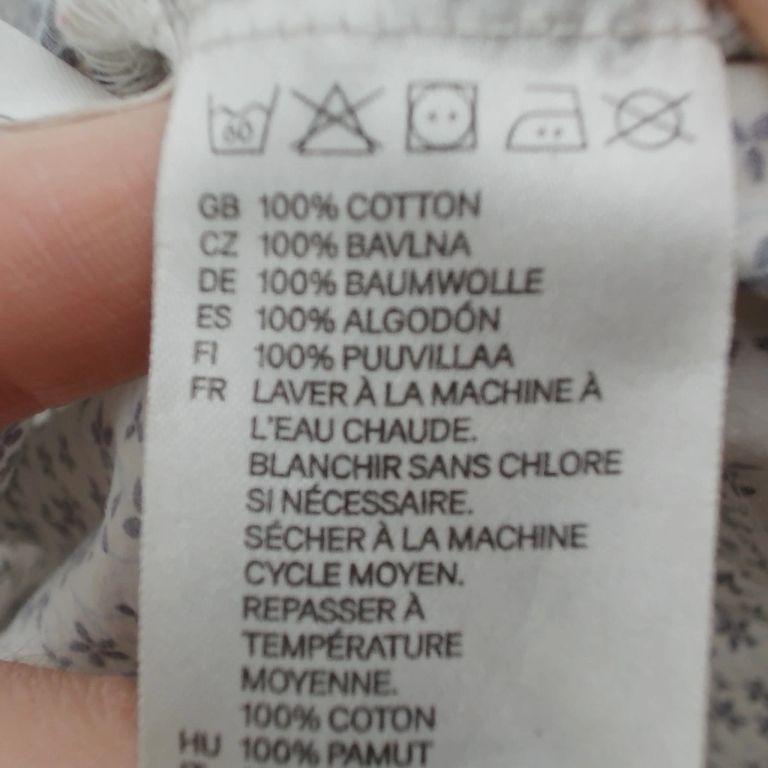 60
GB 100% COTTON
CZ 100% BAVLNA
DE 100% BAUMWOLLE
ES 100% ALGODÓN
FI 100% PUUVILLAA
FR LAVER À LA MACHINE À
L'EAU CHAUDE.
BLANCHIR SANS CHLORE
SI NÉCESSAIRE.
SÉCHER À LA MACHINE
CYCLE MOYEN.
REPASSER À
TEMPÉRATURE
MOYENNE.
100% COTON
HU 100% PAMUT